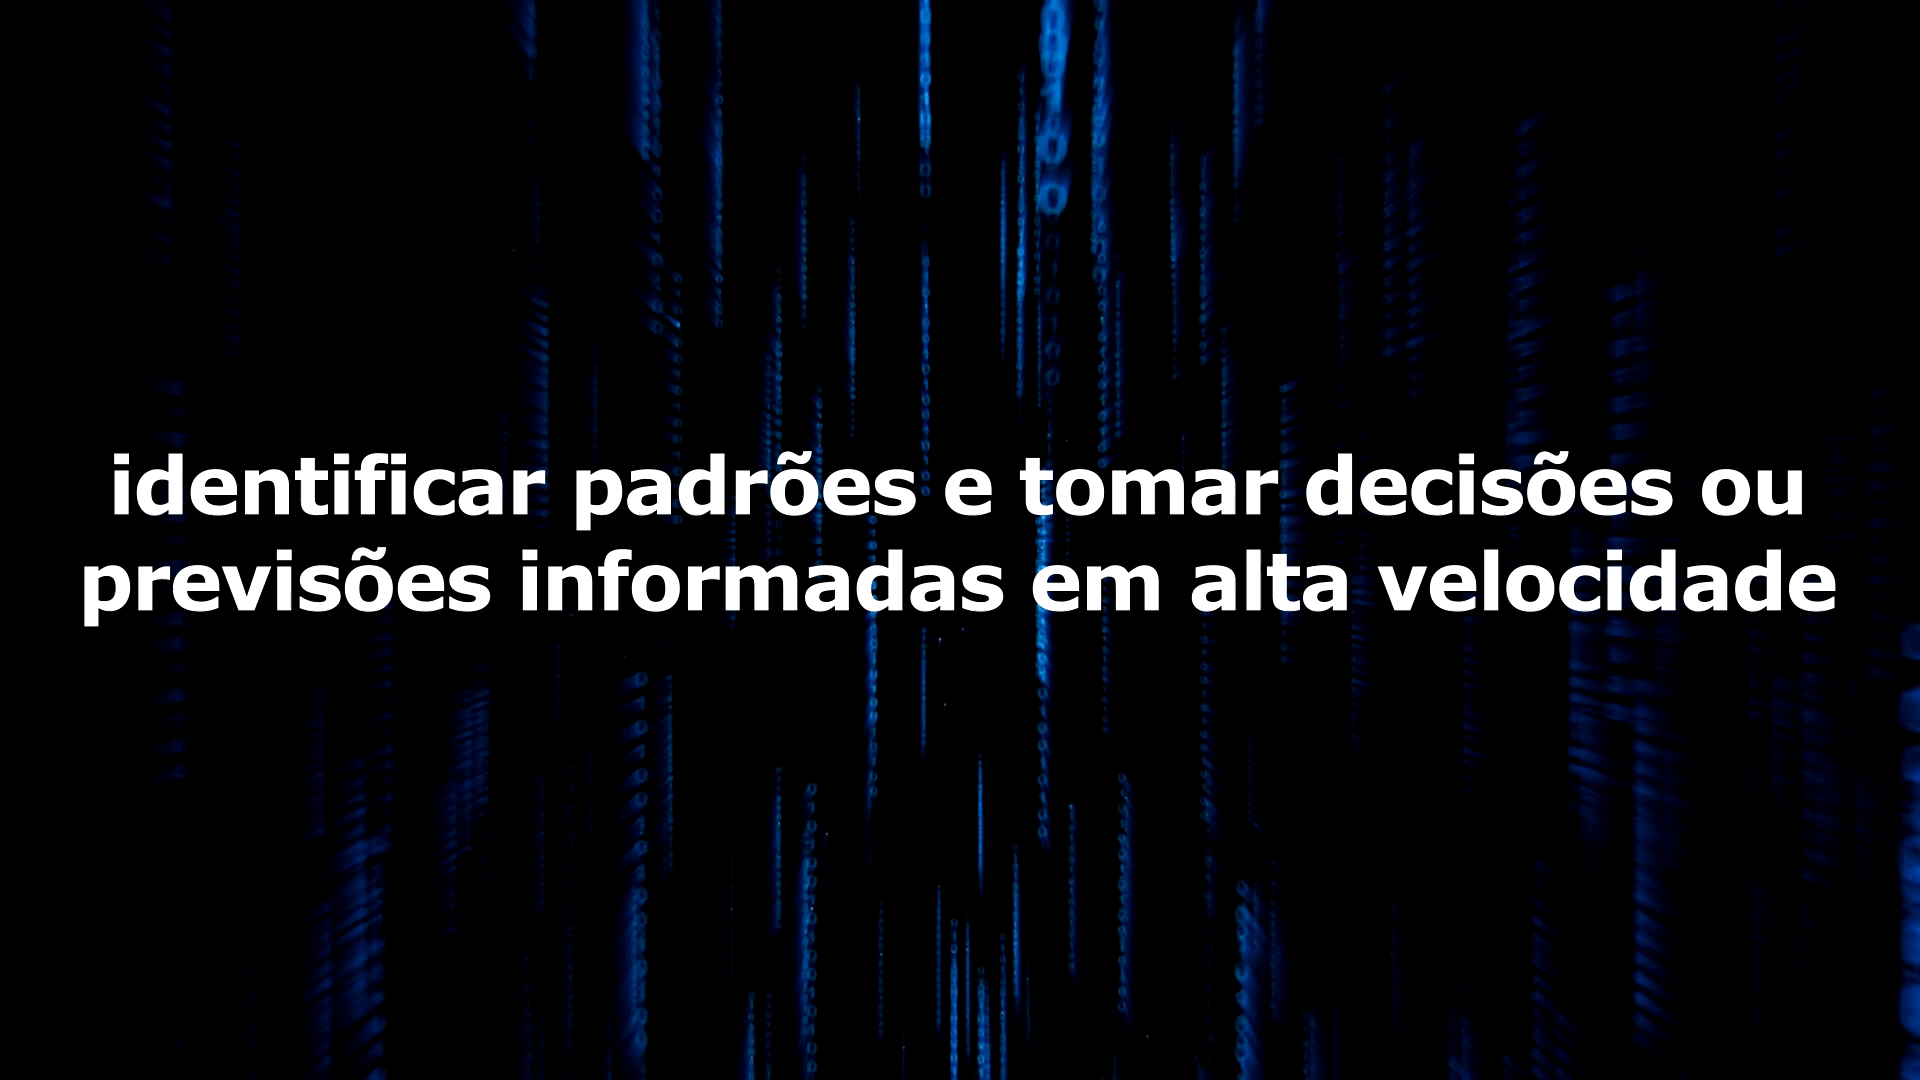 identificar padrões e tomar decisões ou
previsões informadas em alta velocidade